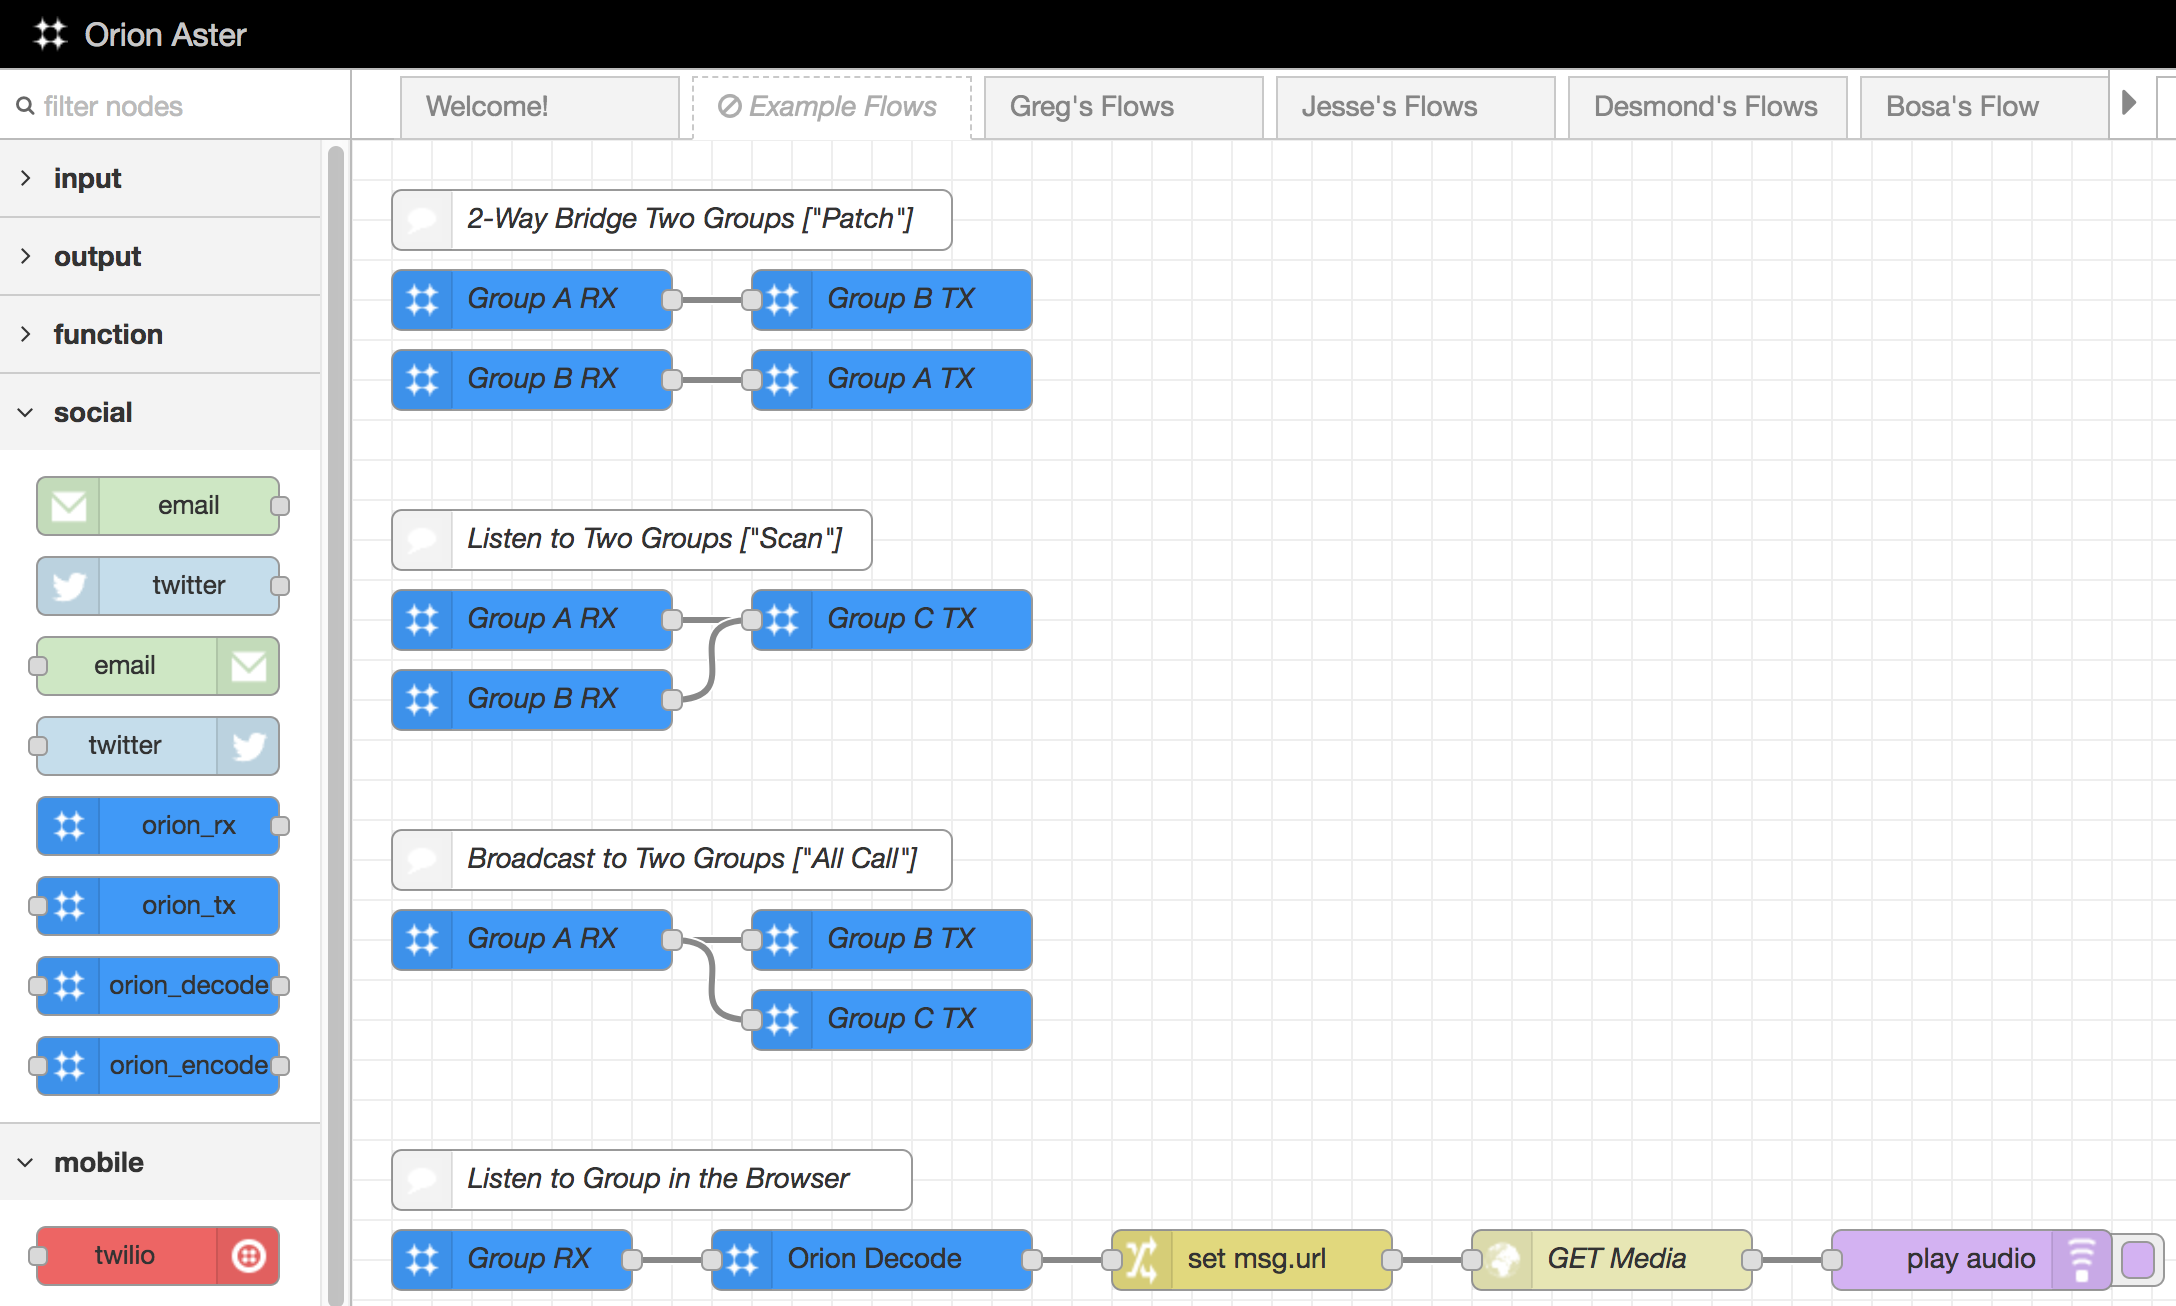 Orion Aster
filter nodes
Welcome!
Example Flows
Greg's Flows
Jesse's Flows
Desmond's Flows
Bosa's Flow
input
output
function
social
email
twitter
email
twitter
orion_rx
orion_tx
orion_decode
orion_encode
mobile
twilio
2-Way Bridge Two Groups ["Patch"]
Group A RX
Group B TX
Group B RX
Group A TX
Listen to Two Groups ["Scan"]
Group A RX
Group C TX
Group B RX
Broadcast to Two Groups ["All Call"]
Group A RX
Group B TX
Group C TX
Listen to Group in the Browser
Group RX
Orion Decode
set msg.url
GET Media
play audio